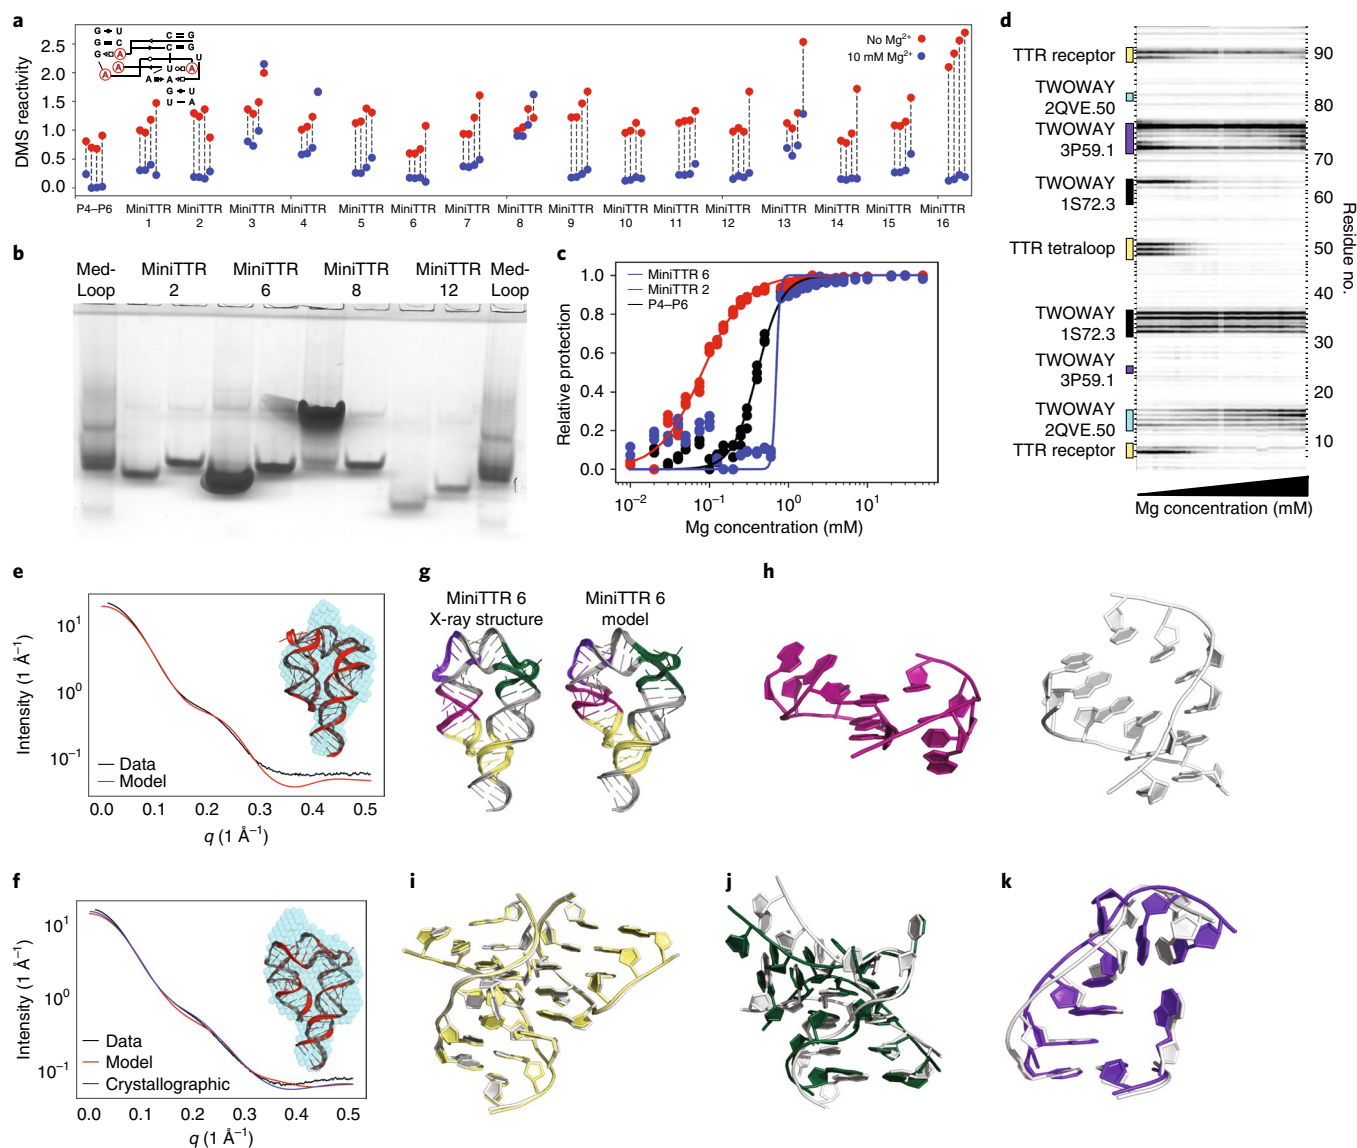 a
DMS reactivity
2.5
2.0
1.5
1.0
0.5
0.0
G U
G C
G A
A
A
C G
C G
U
U A
A A
G U
U A
No Mg2+
10 mM Mg2+
P4–P6
MiniTTR 1
MiniTTR 2
MiniTTR 3
MiniTTR 4
MiniTTR 5
MiniTTR 6
MiniTTR 7
MiniTTR 8
MiniTTR 9
MiniTTR 10
MiniTTR 11
MiniTTR 12
MiniTTR 13
MiniTTR 14
MiniTTR 15
MiniTTR 16
b
Med-Loop
MiniTTR 2
MiniTTR 6
MiniTTR 8
MiniTTR 12
Med-Loop
c
Relative protection
1.0
0.8
0.6
0.4
0.2
0.0
MiniTTR 6
MiniTTR 2
P4–P6
10−2
10−1
100
101
Mg concentration (mM)
d
TTR receptor
TWOWAY
2QVE.50
TWOWAY
3P59.1
TWOWAY
1S72.3
TTR tetraloop
TWOWAY
1S72.3
TWOWAY
3P59.1
TWOWAY
2QVE.50
TTR receptor
90
80
70
60
50
40
30
20
10
Residue no.
Mg concentration (mM)
e
Intensity (1 Å−1)
101
100
10−1
Data
Model
0.0 0.1 0.2 0.3 0.4 0.5
q (1 Å−1)
g
MiniTTR 6
X-ray structure
MiniTTR 6
model
h
f
Intensity (1 Å−1)
101
100
10−1
Data
Model
Crystallographic
0.0 0.1 0.2 0.3 0.4 0.5
q (1 Å−1)
i
j
k